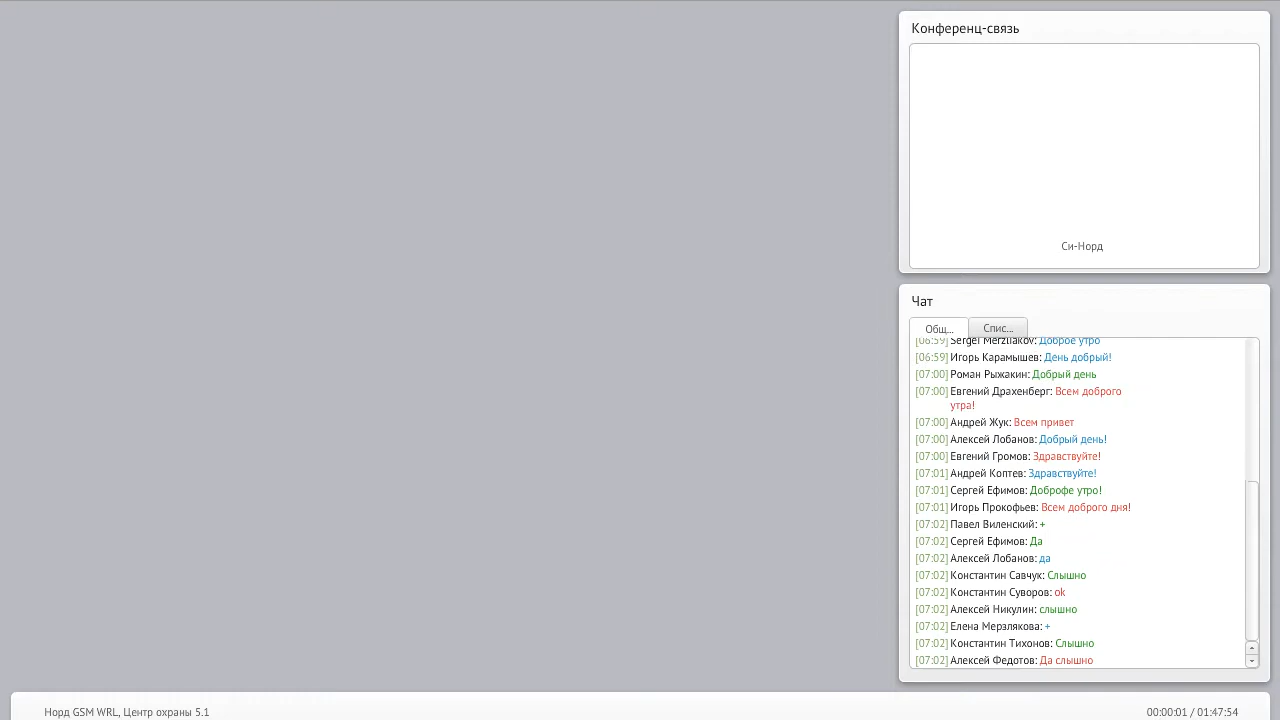 Конференц-связь
Си-Норд
Чат
Общ... Спис...
[06:59] Sergei Merzliakov: Доброе утро
[06:59] Игорь Карамышев: День добрый!
[07:00] Роман Рыжакин: Добрый день
[07:00] Евгений Драхенберг: Всем доброго
утра!
[07:00] Андрей Жук: Всем привет
[07:00] Алексей Лобанов: Добрый день!
[07:00] Евгений Громов: Здравствуйте!
[07:01] Андрей Коптев: Здравствуйте!
[07:01] Сергей Ефимов: Доброфе утро!
[07:01] Игорь Прокофьев: Всем доброго дня!
[07:02] Павел Виленский: +
[07:02] Сергей Ефимов: Да
[07:02] Алексей Лобанов: да
[07:02] Константин Савчук: Слышно
[07:02] Константин Суворов: ok
[07:02] Алексей Никулин: слышно
[07:02] Елена Мерзлякова: +
[07:02] Константин Тихонов: Слышно
[07:02] Алексей Федотов: Да слышно
Норд GSM WRL, Центр охраны 5.1 00:00:01 / 01:47:54